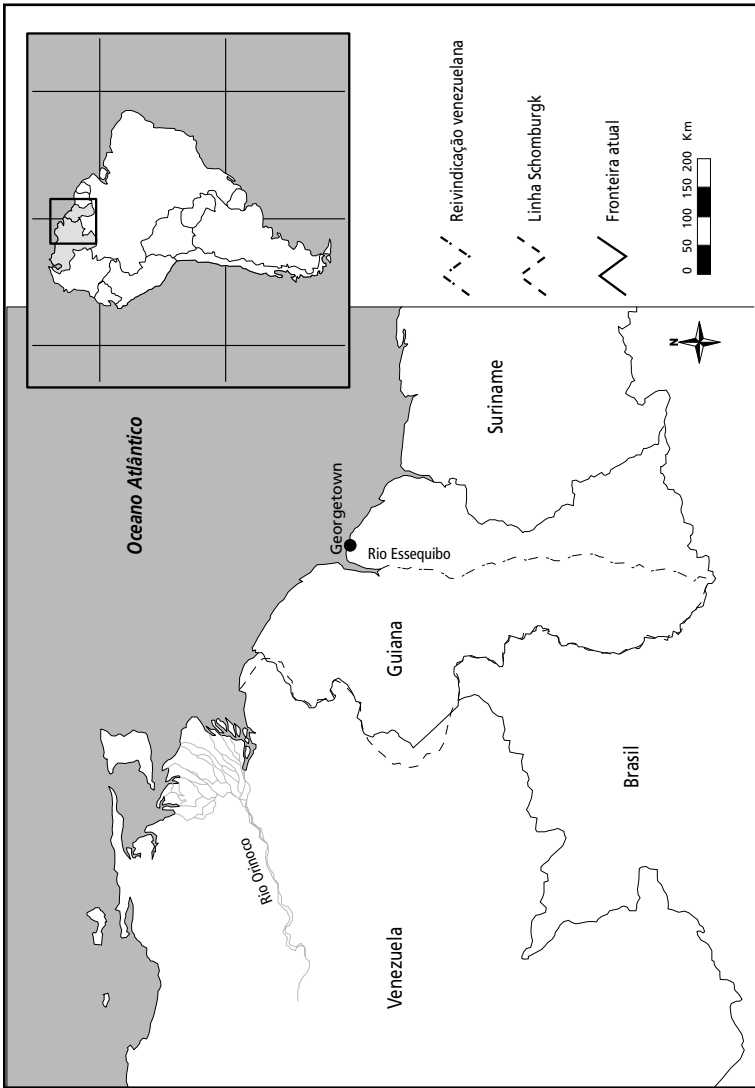 Oceano Atlântico
Georgetown
Rio Essequibo
Suriname
Guiana
Rio Orinoco
Venezuela
Brasil
Reivindicação venezuelana
Linha Schomburgk
Fronteira atual
0 50 100 150 200 Km
N